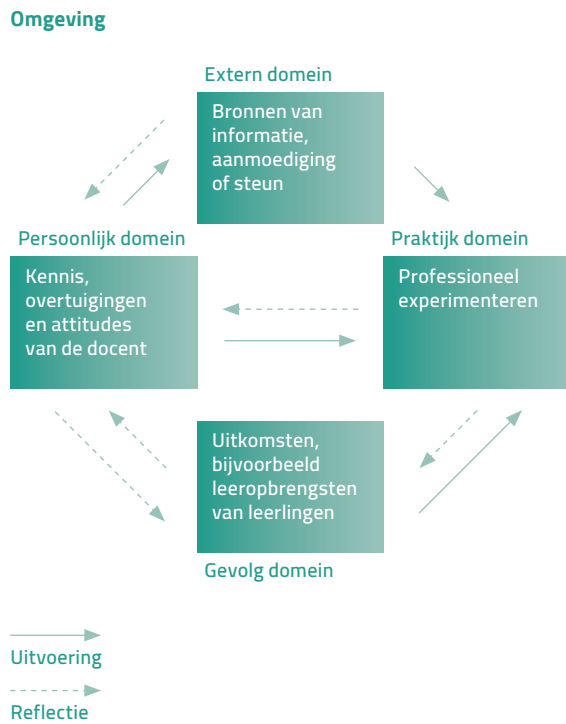 Omgeving
Extern domein
Bronnen van
informatie,
aanmoediging
of steun
Persoonlijk domein
Kennis,
overtuigingen
en attitudes
van de docent
Praktijk domein
Professioneel
experimenteren
Uitkomsten,
bijvoorbeeld
leeropbrengsten
van leerlingen
Gevolg domein
Uitvoering
Reflectie